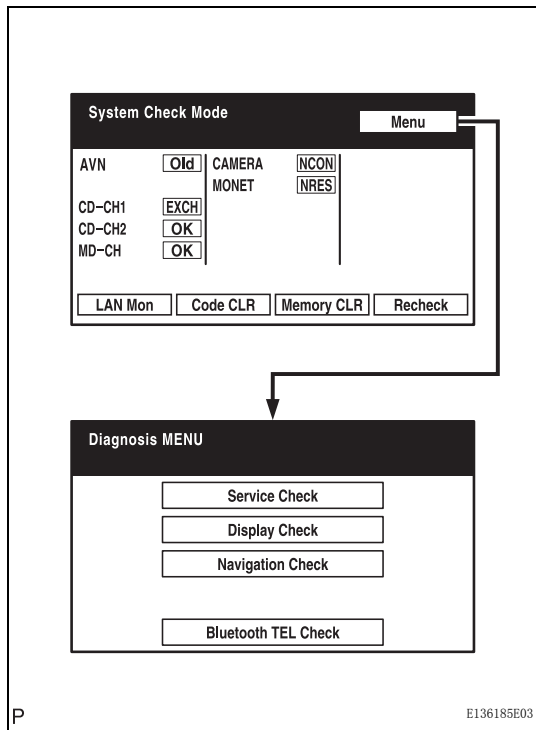 System Check Mode
Menu
AVN Old CAMERA NCON
MONET NRES
CD-CH1 EXCH
CD-CH2 OK
MD-CH OK
LAN Mon Code CLR Memory CLR Recheck
Diagnosis MENU
Service Check
Display Check
Navigation Check
Bluetooth TEL Check
P E136185E03